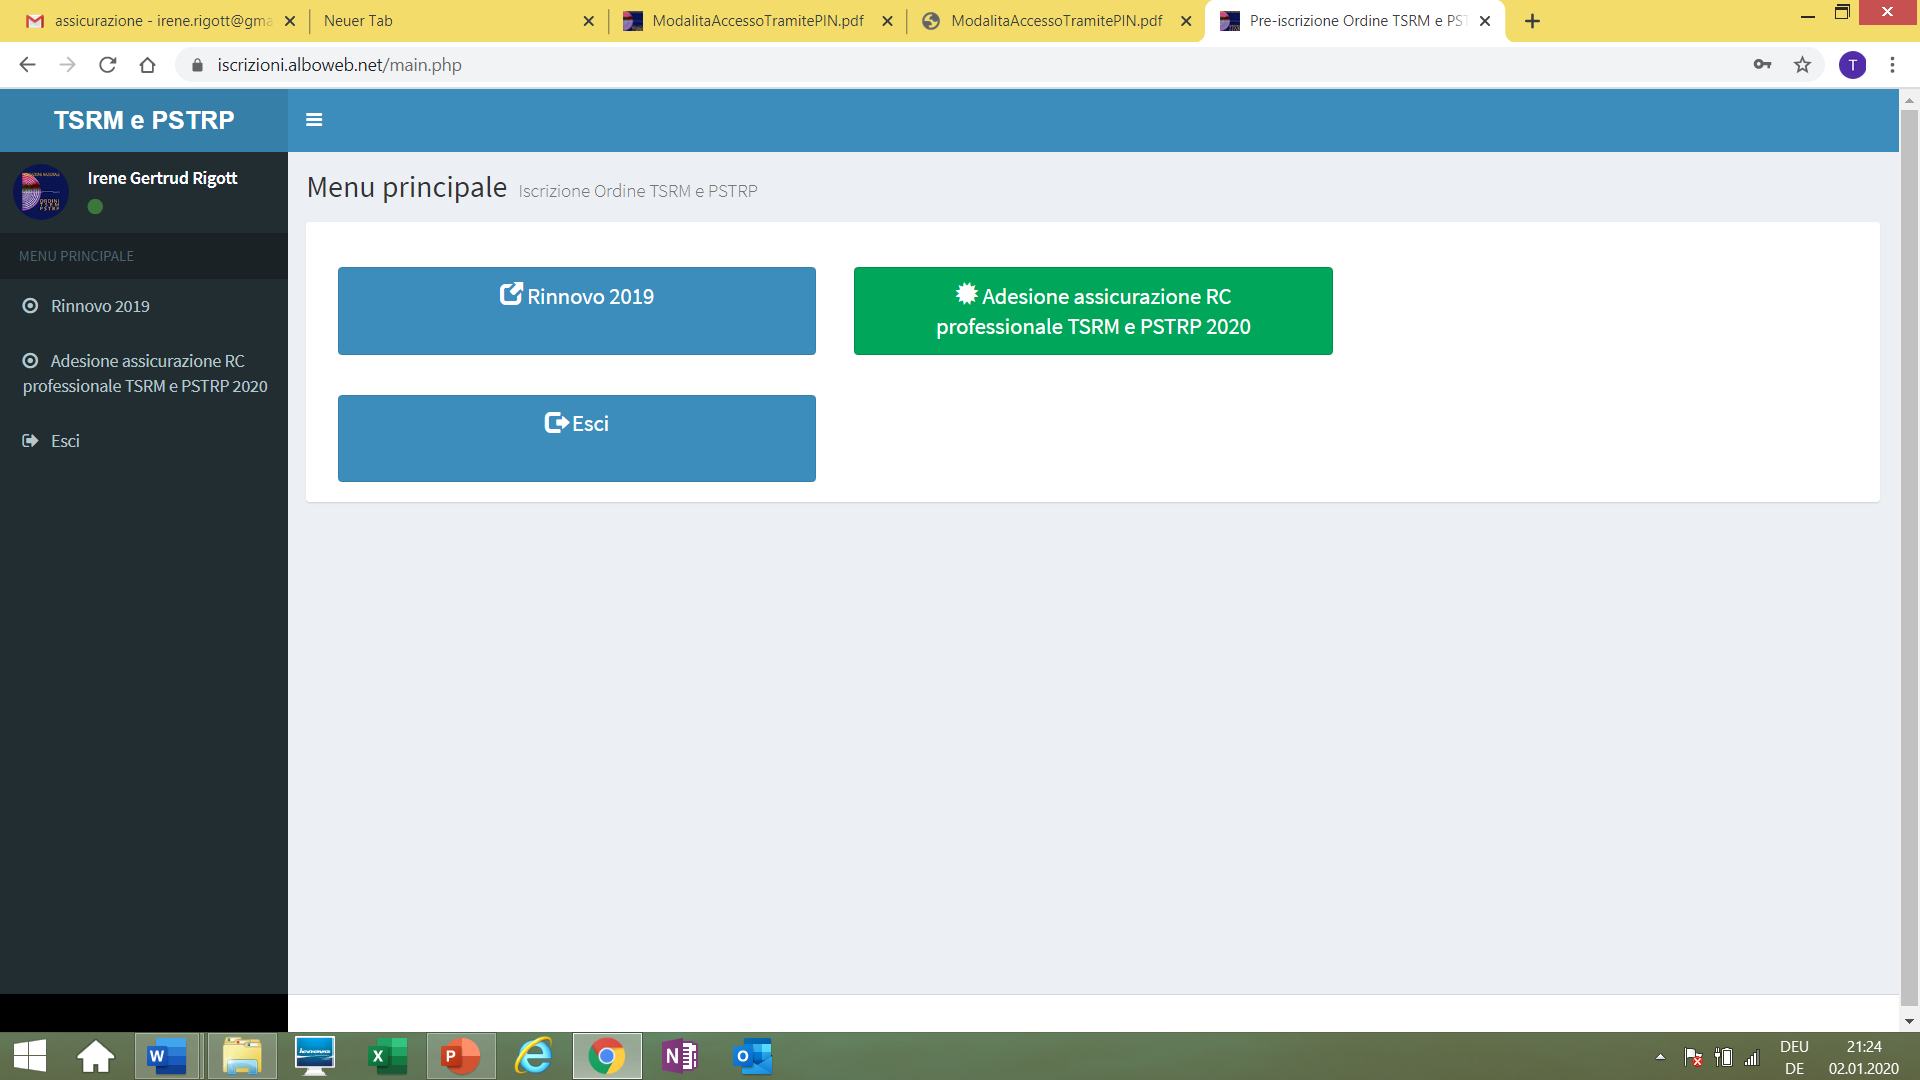 assicurazione - irene.rigott@gma
Neuer Tab
ModalitaAccessoTramitePIN.pdf
ModalitaAccessoTramitePIN.pdf
Pre-iscrizione Ordine TSRM e PST
iscrizioni.alboweb.net/main.php
T
TSRM e PSTRP
Irene Gertrud Rigott
MENU PRINCIPALE
Rinnovo 2019
Adesione assicurazione RC
professionale TSRM e PSTRP 2020
Esci
Menu principale Iscrizione Ordine TSRM e PSTRP
Rinnovo 2019
Adesione assicurazione RC
professionale TSRM e PSTRP 2020
Esci
DEU
DE
21:24
02.01.2020